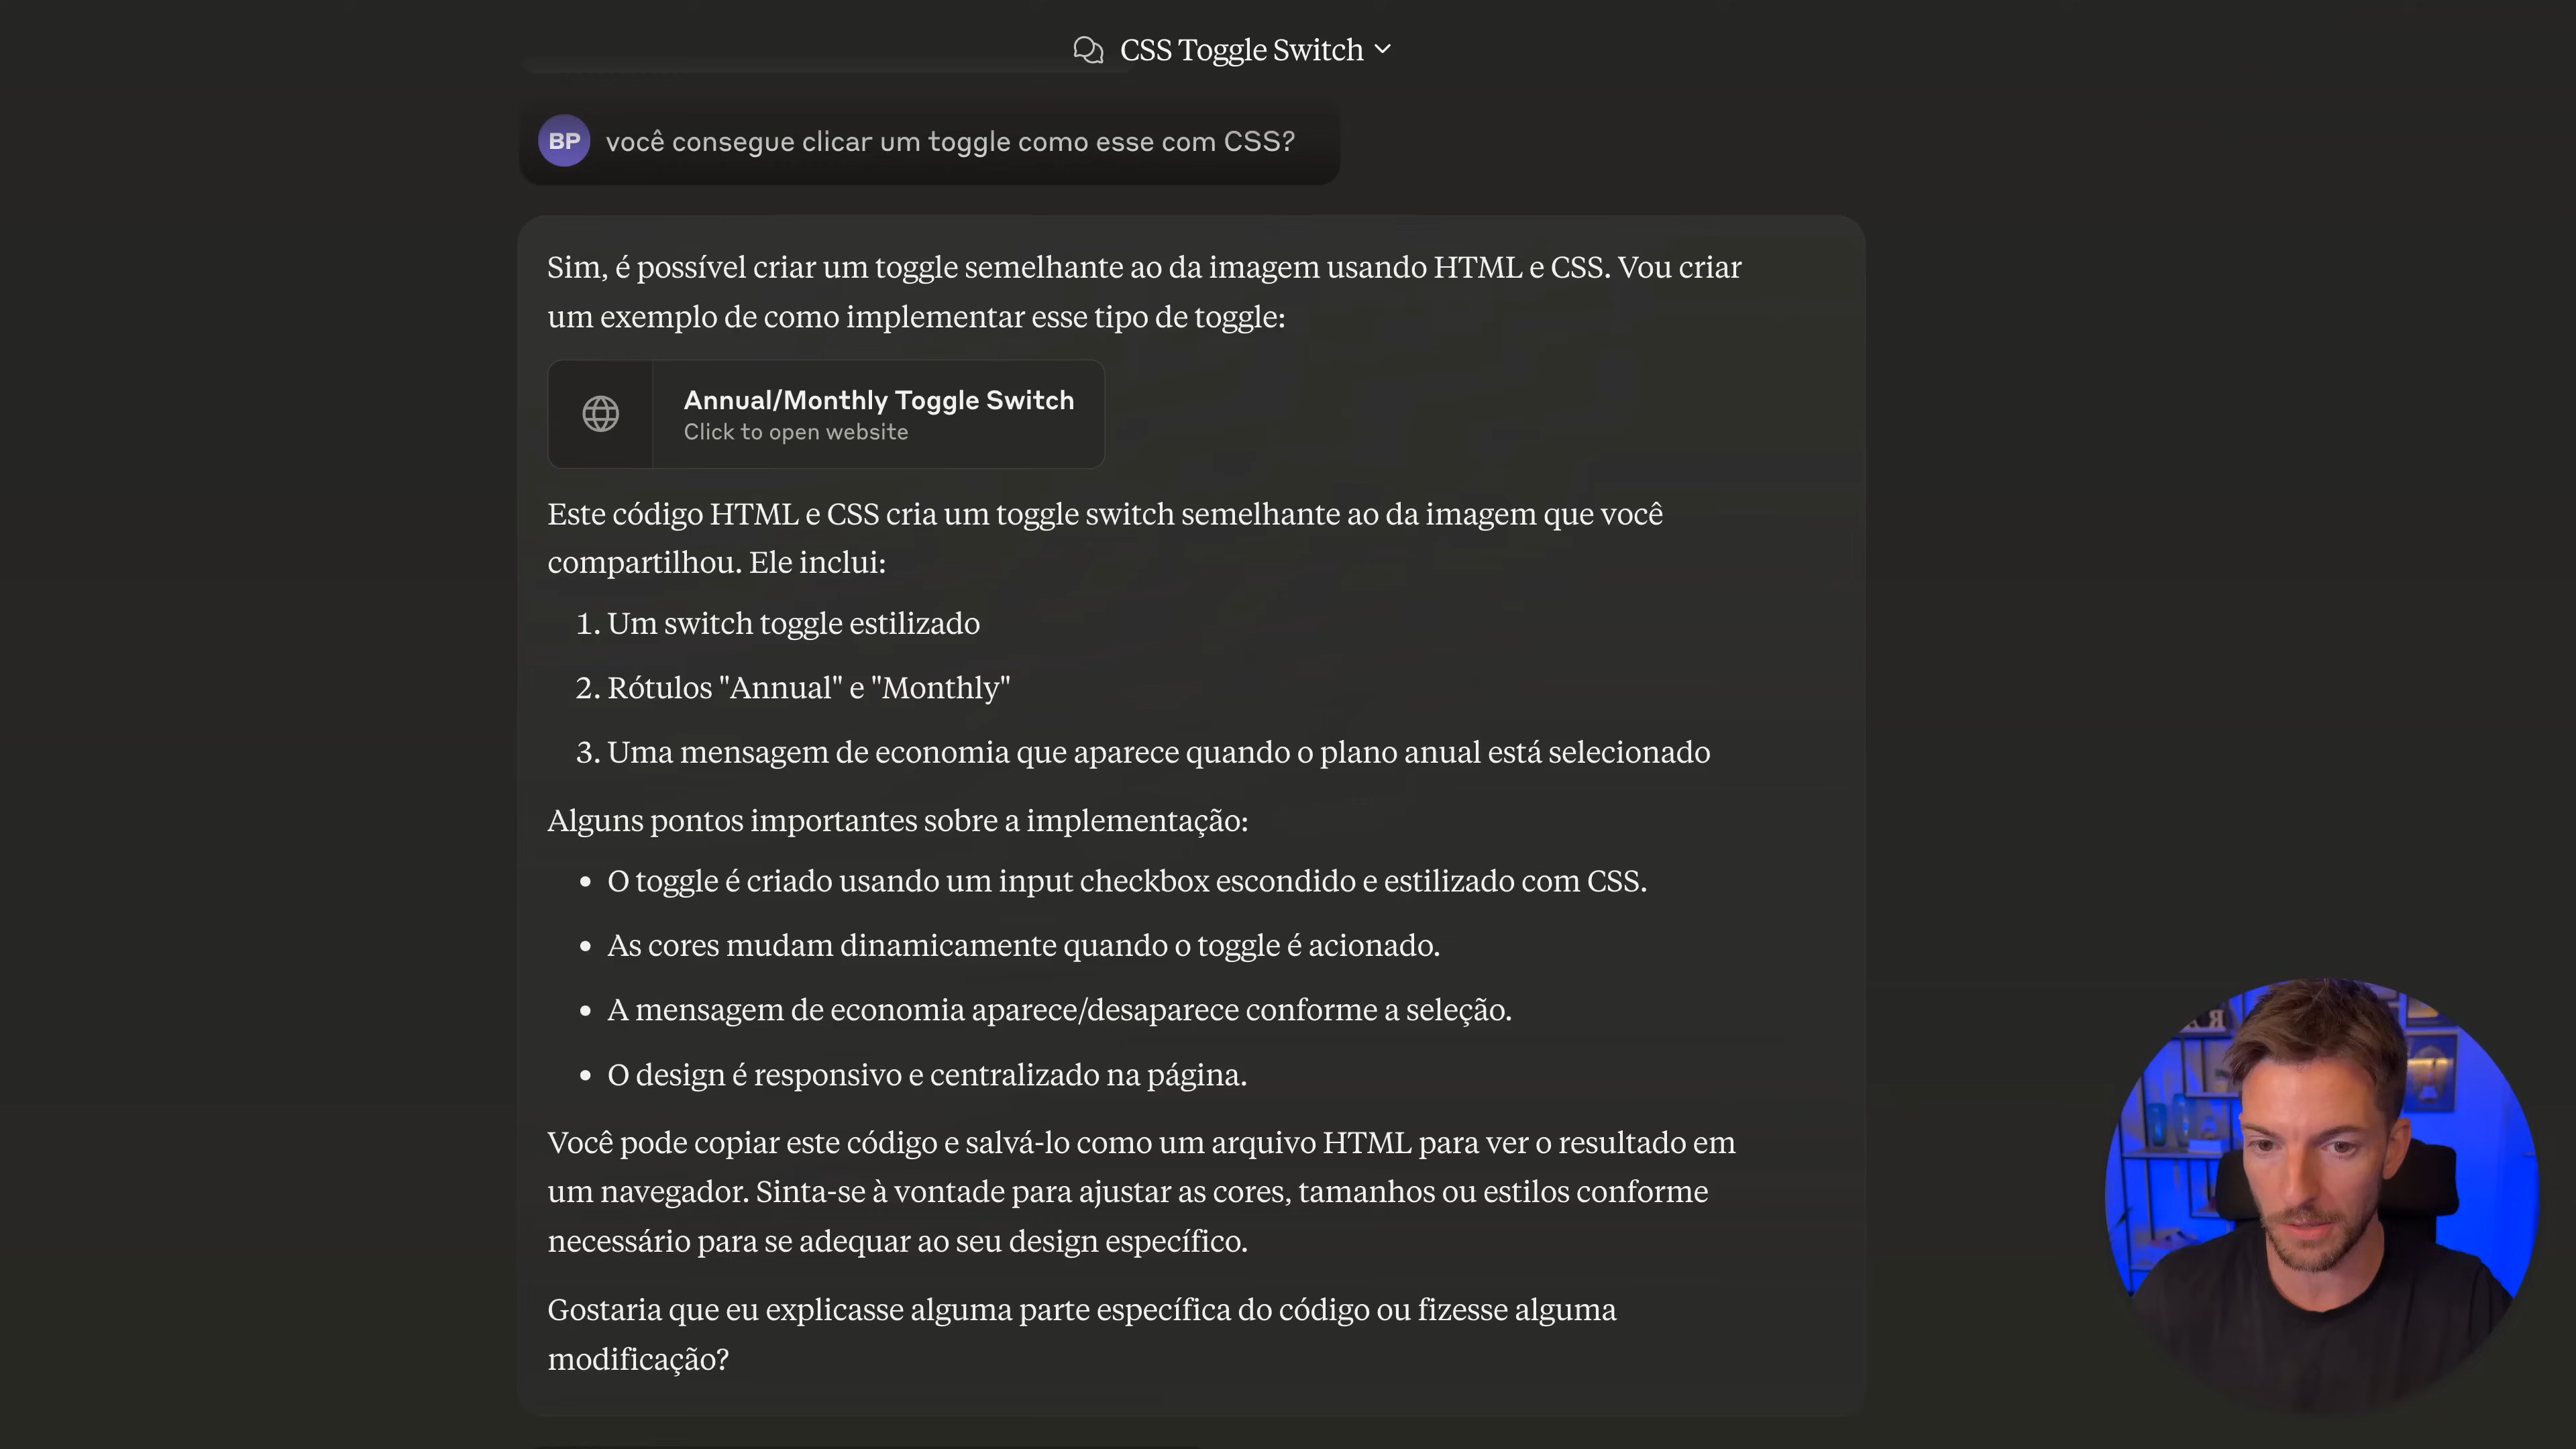 CSS Toggle Switch
BP você consegue clicar um toggle como esse com CSS?
Sim, é possível criar um toggle semelhante ao da imagem usando HTML e CSS. Vou criar
um exemplo de como implementar esse tipo de toggle:
Annual/Monthly Toggle Switch
Click to open website
Este código HTML e CSS cria um toggle switch semelhante ao da imagem que você
compartilhou. Ele inclui:
1. Um switch toggle estilizado
2. Rótulos "Annual" e "Monthly"
3. Uma mensagem de economia que aparece quando o plano anual está selecionado
Alguns pontos importantes sobre a implementação:
• O toggle é criado usando um input checkbox escondido e estilizado com CSS.
• As cores mudam dinamicamente quando o toggle é acionado.
• A mensagem de economia aparece/desaparece conforme a seleção.
• O design é responsivo e centralizado na página.
Você pode copiar este código e salvá-lo como um arquivo HTML para ver o resultado em
um navegador. Sinta-se à vontade para ajustar as cores, tamanhos ou estilos conforme
necessário para se adequar ao seu design específico.
Gostaria que eu explicasse alguma parte específica do código ou fizesse alguma
modificação?